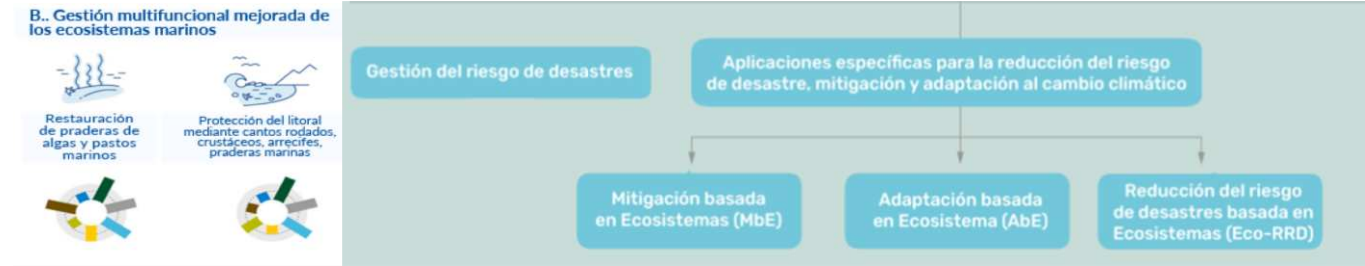 B.. Gestión multifuncional mejorada de
los ecosistemas marinos
Restauración
de praderas de
algas y pastos
marinos
Protección del litoral
mediante cantos rodados,
crustáceos, arrecifes,
praderas marinas
Gestión del riesgo de desastres
Aplicaciones específicas para la reducción del riesgo
de desastre, mitigación y adaptación al cambio climático
Mitigación basada
en Ecosistemas (MbE)
Adaptación basada
en Ecosistema (AbE)
Reducción del riesgo
de desastres basada en
Ecosistemas (Eco-RRD)